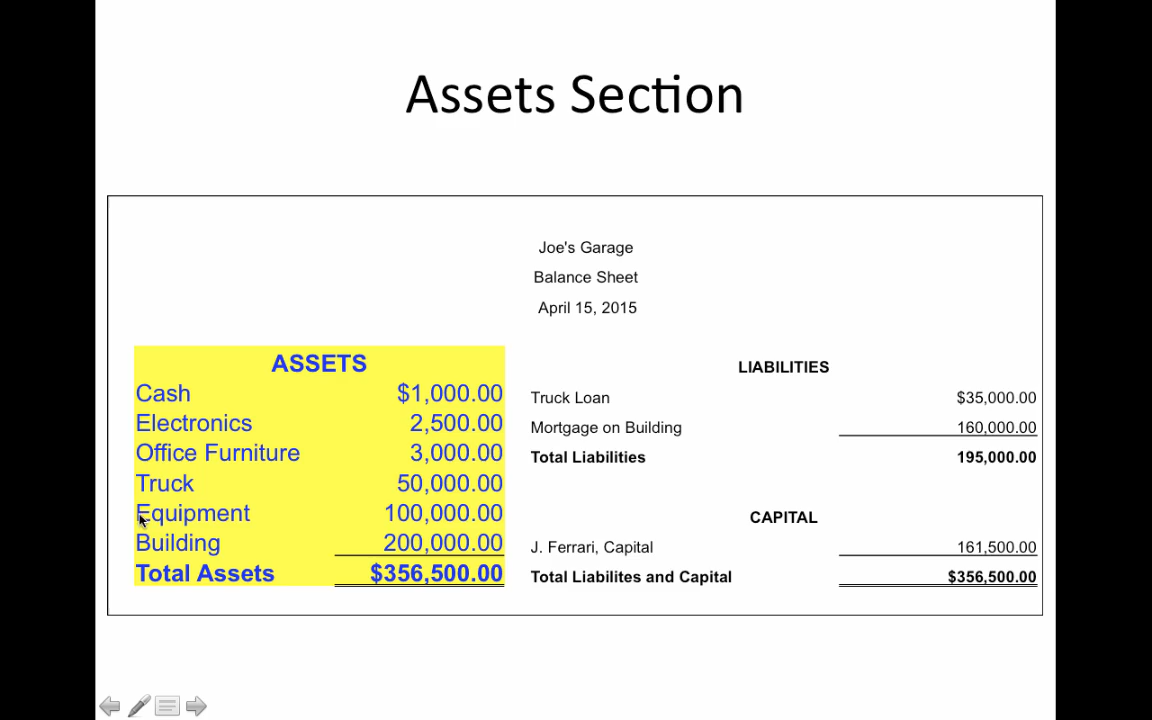 Assets Section
Joe's Garage
Balance Sheet
April 15, 2015
ASSETS
Cash $1,000.00
Electronics 2,500.00
Office Furniture 3,000.00
Truck 50,000.00
Equipment 100,000.00
Building 200,000.00
Total Assets $356,500.00
LIABILITIES
Truck Loan $35,000.00
Mortgage on Building 160,000.00
Total Liabilities 195,000.00
CAPITAL
J. Ferrari, Capital 161,500.00
Total Liabilites and Capital $356,500.00